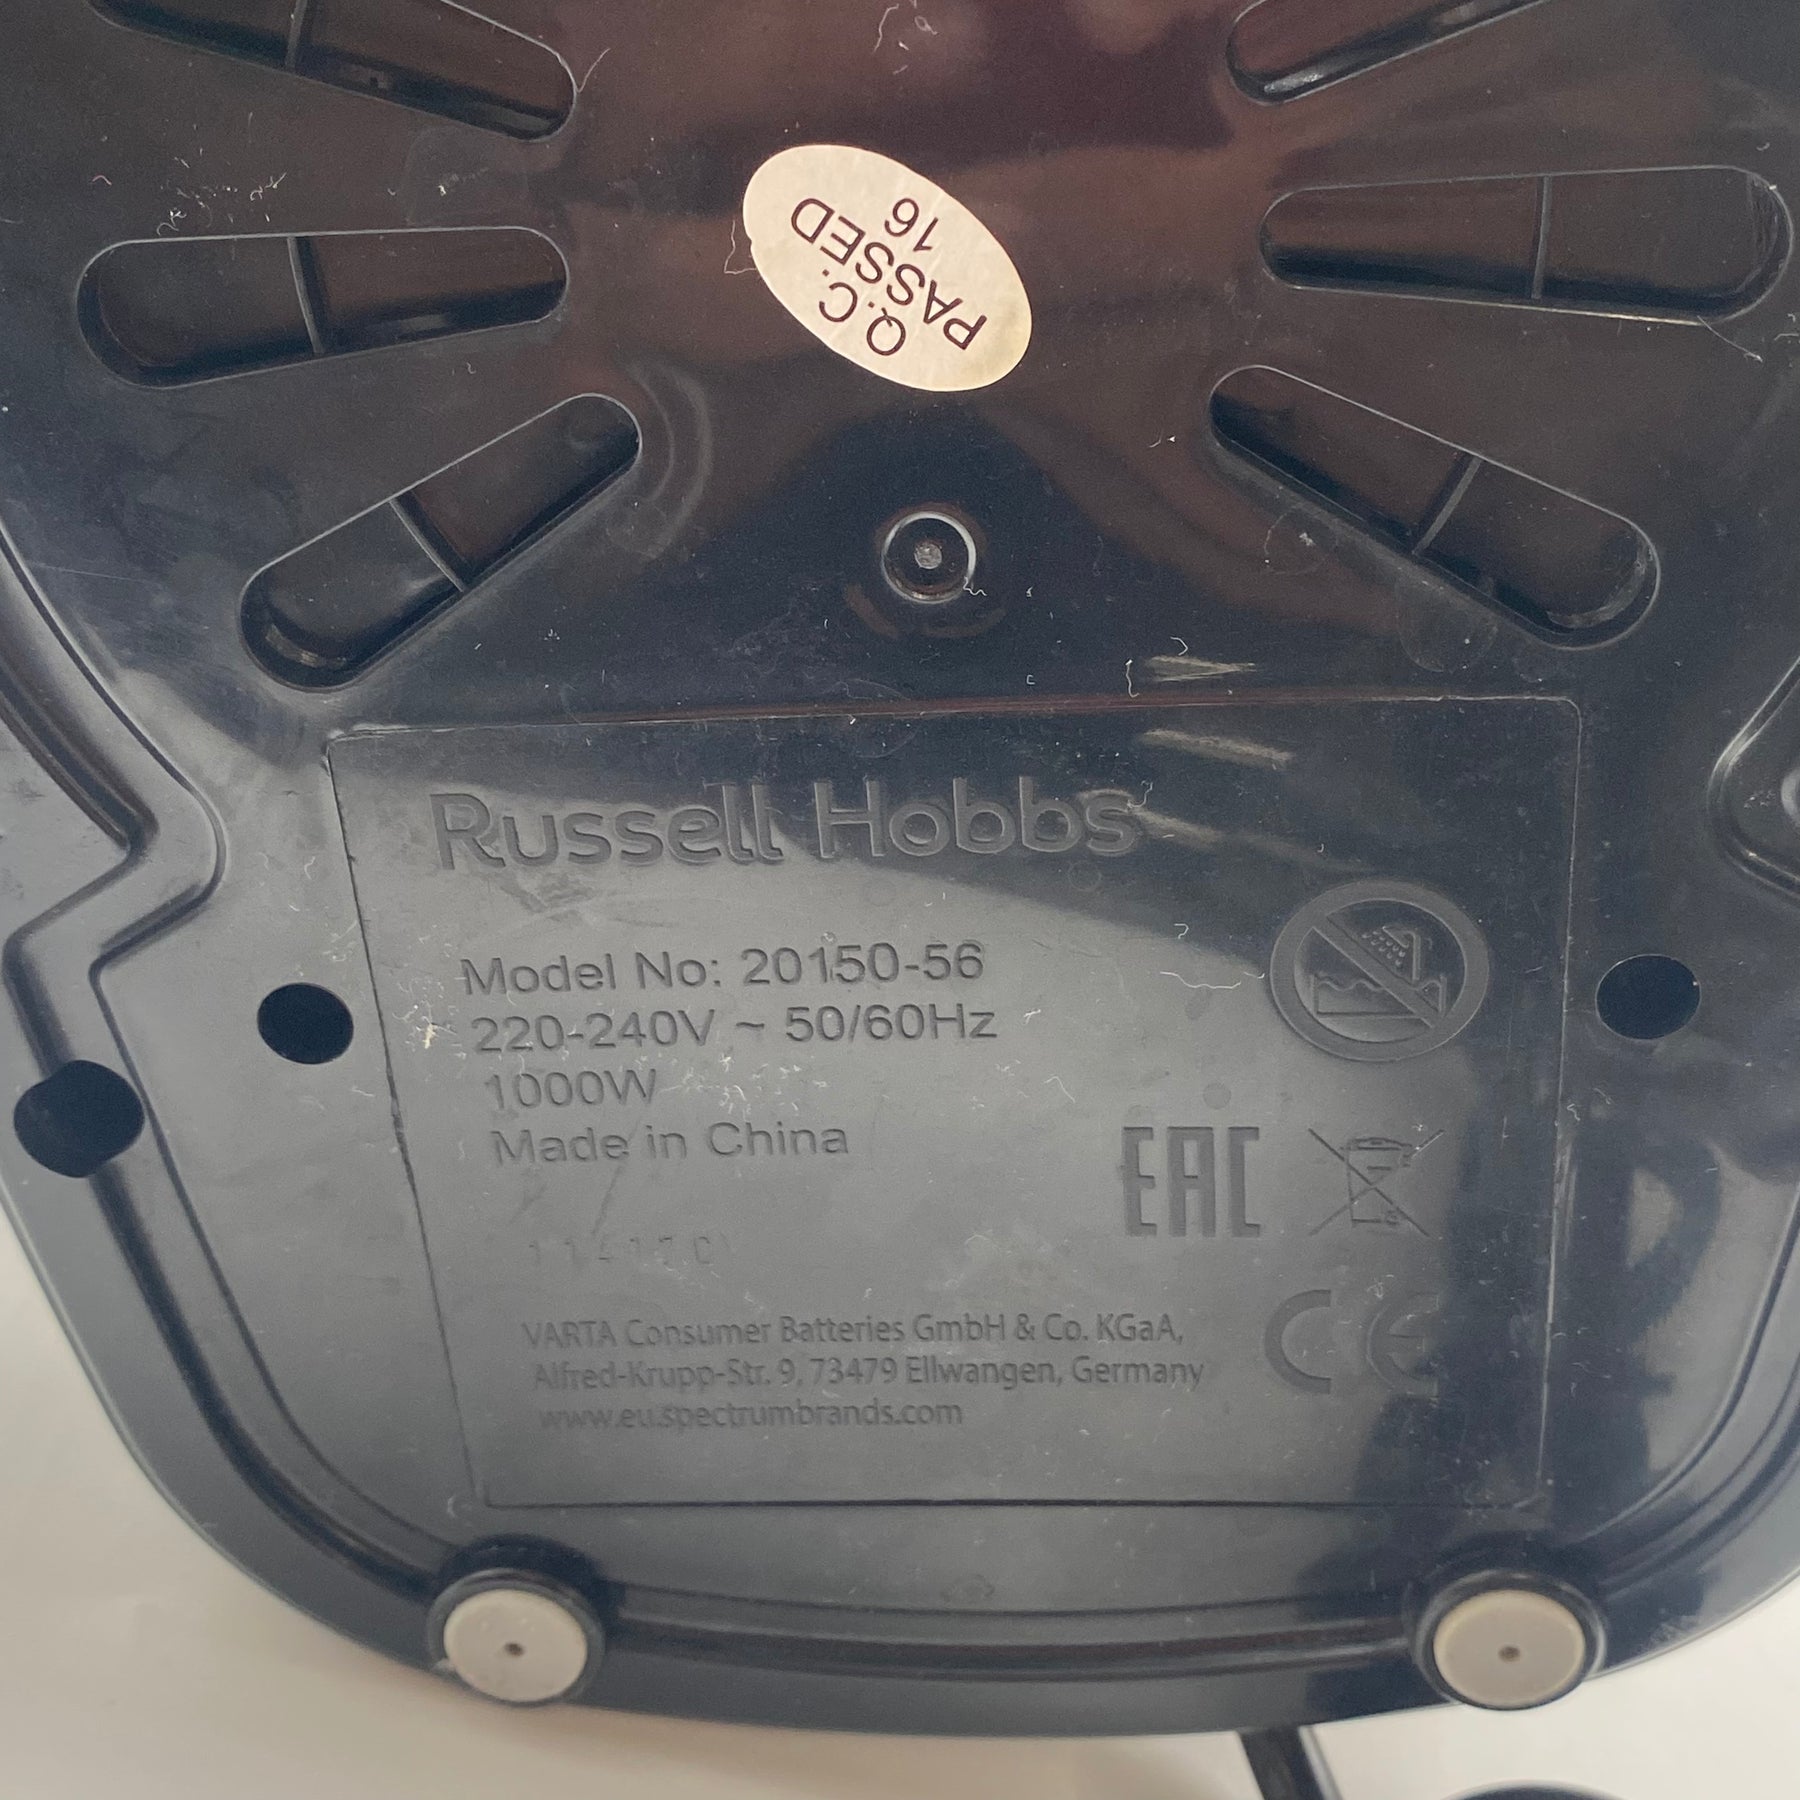 Q.C.
PASSED
16
Russell Hobbs
Model No: 20150-56
220-240V ~ 50/60Hz
1000W
Made in China
EAC
CE
VARTA Consumer Batteries GmbH & Co. KGaA,
Alfred-Krupp-Str. 9, 73479 Ellwangen, Germany
www.eu.spectrumbrands.com